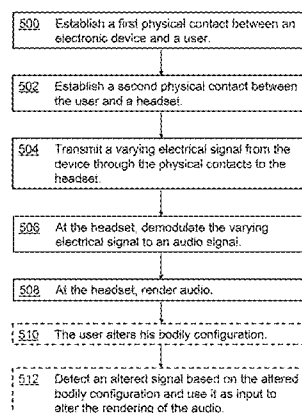 500 Establish a first physical contact between an
electronic device and a user.
502 Establish a second physical contact between
the user and a headset.
504 Transmit a varying electrical signal from the
device through the physical contacts to the
headset.
506 At the headset, demodulate the varying
electrical signal to an audio signal.
508 At the headset, render audio.
510 The user alters his bodily configuration.
512 Detect an altered signal based on the altered
bodily configuration and use it as input to
alter the rendering of the audio.